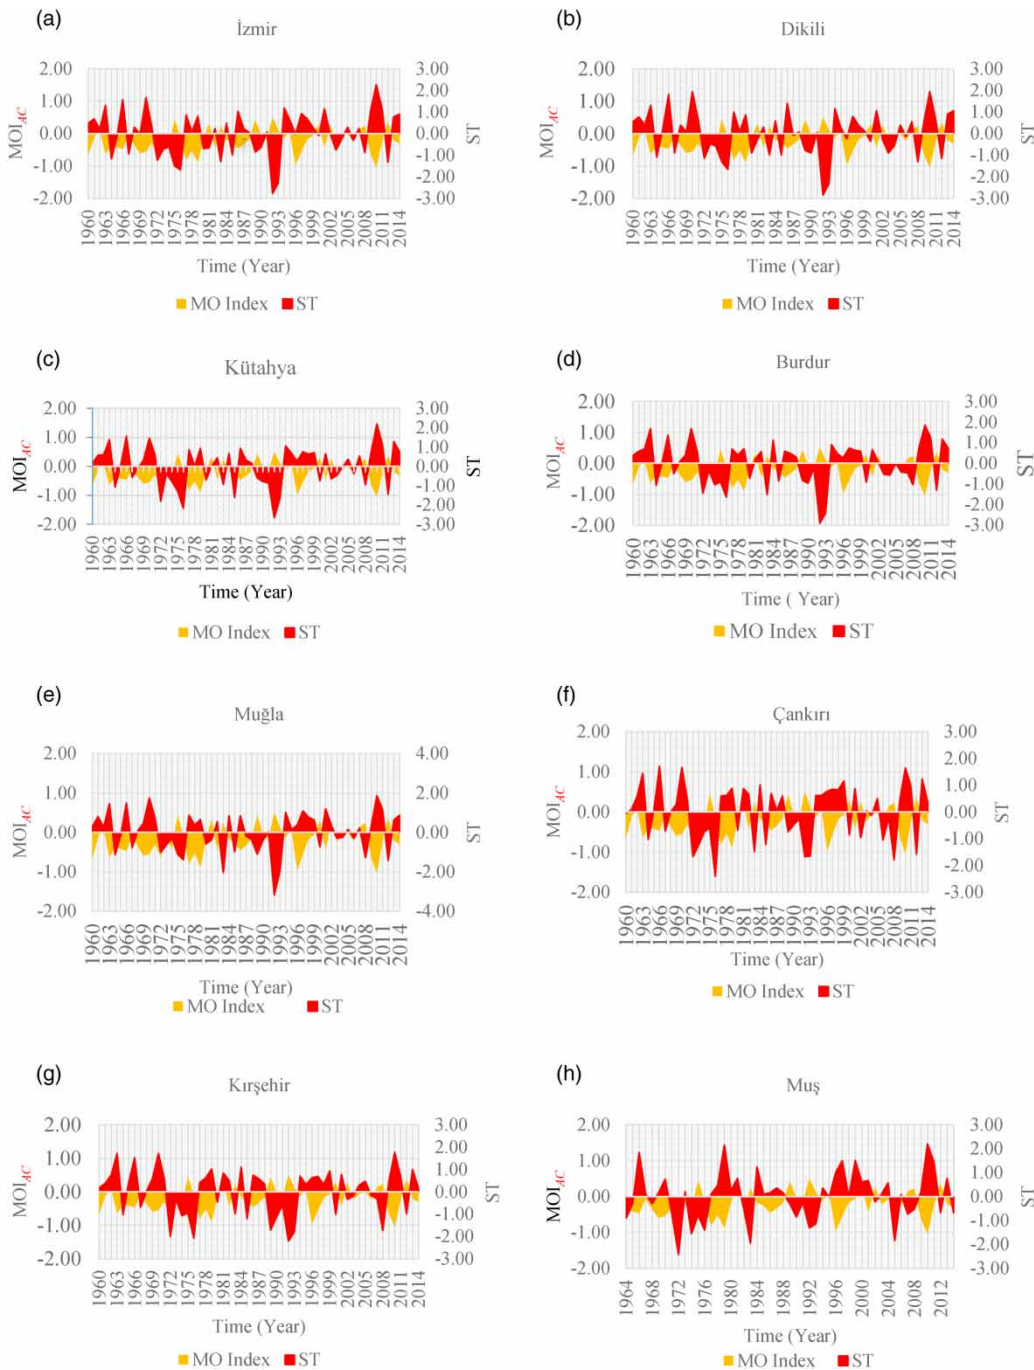 (a)
İzmir
2.00
1.00
0.00
-1.00
-2.00
MOI_AC
3.00
2.00
1.00
0.00
-1.00
-2.00
-3.00
ST
1960 1963 1966 1969 1972 1975 1978 1981 1984 1987 1990 1993 1996 1999 2002 2005 2008 2011 2014
Time (Year)
MO Index ST
(b)
Dikili
2.00
1.00
0.00
-1.00
-2.00
MOI_AC
3.00
2.00
1.00
0.00
-1.00
-2.00
-3.00
ST
1960 1963 1966 1969 1972 1975 1978 1981 1984 1987 1990 1993 1996 1999 2002 2005 2008 2011 2014
Time (Year)
MO Index ST
(c)
Kütahya
2.00
1.00
0.00
-1.00
-2.00
MOI_AC
3.00
2.00
1.00
0.00
-1.00
-2.00
-3.00
ST
1960 1963 1966 1969 1972 1975 1978 1981 1984 1987 1990 1993 1996 1999 2002 2005 2008 2011 2014
Time (Year)
MO Index ST
(d)
Burdur
2.00
1.00
0.00
-1.00
-2.00
MOI_AC
3.00
2.00
1.00
0.00
-1.00
-2.00
-3.00
ST
1960 1963 1966 1969 1972 1975 1978 1981 1984 1987 1990 1993 1996 1999 2002 2005 2008 2011 2014
Time ( Year)
MO Index ST
(e)
Muğla
2.00
1.00
0.00
-1.00
-2.00
MOI_AC
4.00
2.00
0.00
-2.00
-4.00
ST
1960 1963 1966 1969 1972 1975 1978 1981 1984 1987 1990 1993 1996 1999 2002 2005 2008 2011 2014
Time (Year)
MO Index ST
(f)
Çankırı
2.00
1.00
0.00
-1.00
-2.00
MOI_AC
3.00
2.00
1.00
0.00
-1.00
-2.00
-3.00
ST
1960 1963 1966 1969 1972 1975 1978 1981 1984 1987 1990 1993 1996 1999 2002 2005 2008 2011 2014
Time (Year)
MO Index ST
(g)
Kırşehir
2.00
1.00
0.00
-1.00
-2.00
MOI_AC
3.00
2.00
1.00
0.00
-1.00
-2.00
-3.00
ST
1960 1963 1966 1969 1972 1975 1978 1981 1984 1987 1990 1993 1996 1999 2002 2005 2008 2011 2014
Time (Year)
MO Index ST
(h)
Muş
2.00
1.00
0.00
-1.00
-2.00
MOI_AC
3.00
2.00
1.00
0.00
-1.00
-2.00
-3.00
ST
1964 1968 1972 1976 1980 1984 1988 1992 1996 2000 2004 2008 2012
Time (Year)
MO Index ST